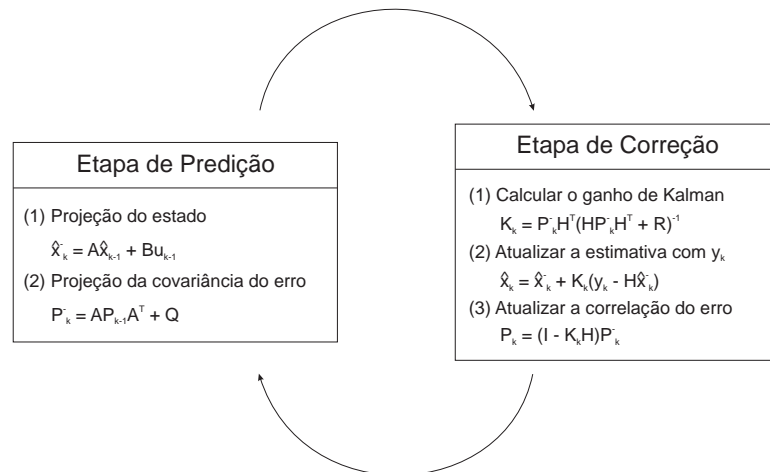 Etapa de Predição
(1) Projeção do estado
x̂⁻ₖ = Ax̂ₖ₋₁ + Buₖ₋₁
(2) Projeção da covariância do erro
P⁻ₖ = APₖ₋₁Aᵀ + Q
Etapa de Correção
(1) Calcular o ganho de Kalman
Kₖ = P⁻ₖHᵀ(HP⁻ₖHᵀ + R)⁻¹
(2) Atualizar a estimativa com yₖ
x̂ₖ = x̂⁻ₖ + Kₖ(yₖ - Hx̂⁻ₖ)
(3) Atualizar a correlação do erro
Pₖ = (I - KₖH)P⁻ₖ